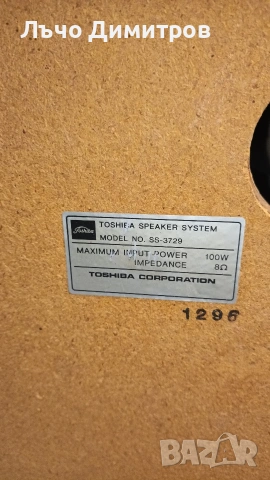 Лъчо Димитров
Toshiba
TOSHIBA SPEAKER SYSTEM
MODEL NO. SS-3729
MAXIMUM INPUT POWER 100W
IMPEDANCE 8Ω
TOSHIBA CORPORATION
1296
BAZAR